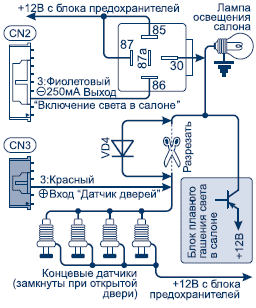 +12В с блока предохранителей
Лампа
освещения
салона
CN2
85
87
87а
30
86
3:Фиолетовый
⊖250мА Выход
"Включение света в салоне"
CN3
VD4
Разрезать
3:Красный
⊕Вход "Датчик дверей"
Блок плавного
гашения света
в салоне
+12В
Концевые датчики
(замкнуты при открытой
двери)
+12В с блока
предохранителей